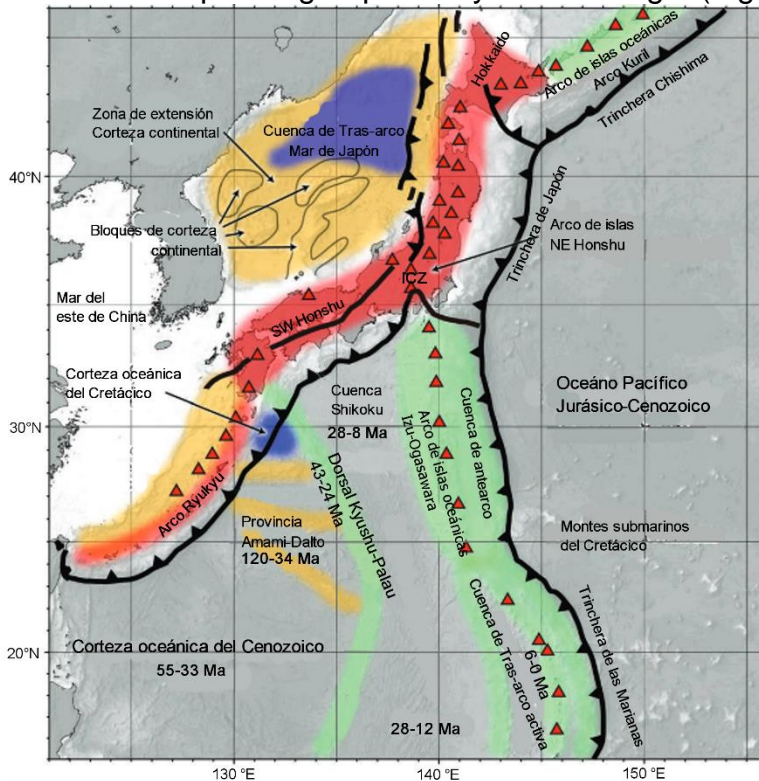 Hokkaido
Arco de islas oceánicas
Arco Kuril
Trinchera Chishima
Zona de extensión
Corteza continental
Cuenca de Tras-arco
Mar de Japón
40°N
Bloques de corteza
continental
Trinchera de Japón
Arco de islas
NE Honshu
ICZ
Mar del
este de China
SW Honshu
Corteza oceánica
del Cretácico
Cuenca
Shikoku
28-8 Ma
Océano Pacífico
Jurásico-Cenozoico
30°N
Cuenca de antearco
Arco de islas oceánicas
Izu-Ogasawara
Dorsal Kyushu-Palau
43-24 Ma
Arco Ryukyu
Provincia
Amami-Dalto
120-34 Ma
Montes submarinos
del Cretácico
Trinchera de las Marianas
20°N
Corteza oceánica del Cenozoico
55-33 Ma
6-0 Ma
Cuenca de Tras-arco activa
28-12 Ma
130 °E
140 °E
150 °E